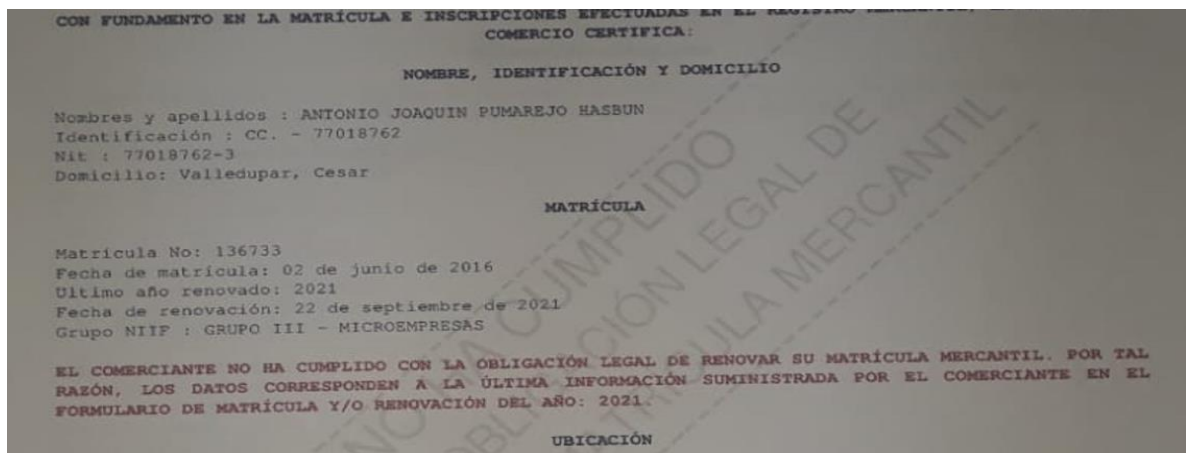 CON FUNDAMENTO EN LA MATRÍCULA E INSCRIPCIONES EFECTUADAS EN EL REGISTRO
COMERCIO CERTIFICA:
NOMBRE, IDENTIFICACIÓN Y DOMICILIO
Nombres y apellidos : ANTONIO JOAQUIN PUMAREJO HASBUN
Identificación : CC. - 77018762
Nit : 77018762-3
Domicilio: Valledupar, Cesar
MATRÍCULA
Matrícula No: 136733
Fecha de matrícula: 02 de junio de 2016
Ultimo año renovado: 2021
Fecha de renovación: 22 de septiembre de 2021
Grupo NIIF : GRUPO III - MICROEMPRESAS
EL COMERCIANTE NO HA CUMPLIDO CON LA OBLIGACIÓN LEGAL DE RENOVAR SU MATRÍCULA MERCANTIL. POR TAL
RAZÓN, LOS DATOS CORRESPONDEN A LA ÚLTIMA INFORMACIÓN SUMINISTRADA POR EL COMERCIANTE EN EL
FORMULARIO DE MATRÍCULA Y/O RENOVACIÓN DEL AÑO: 2021.
UBICACIÓN
NO HA CUMPLIDO
OBLIGACIÓN LEGAL DE
MATRICULA MERCANTIL